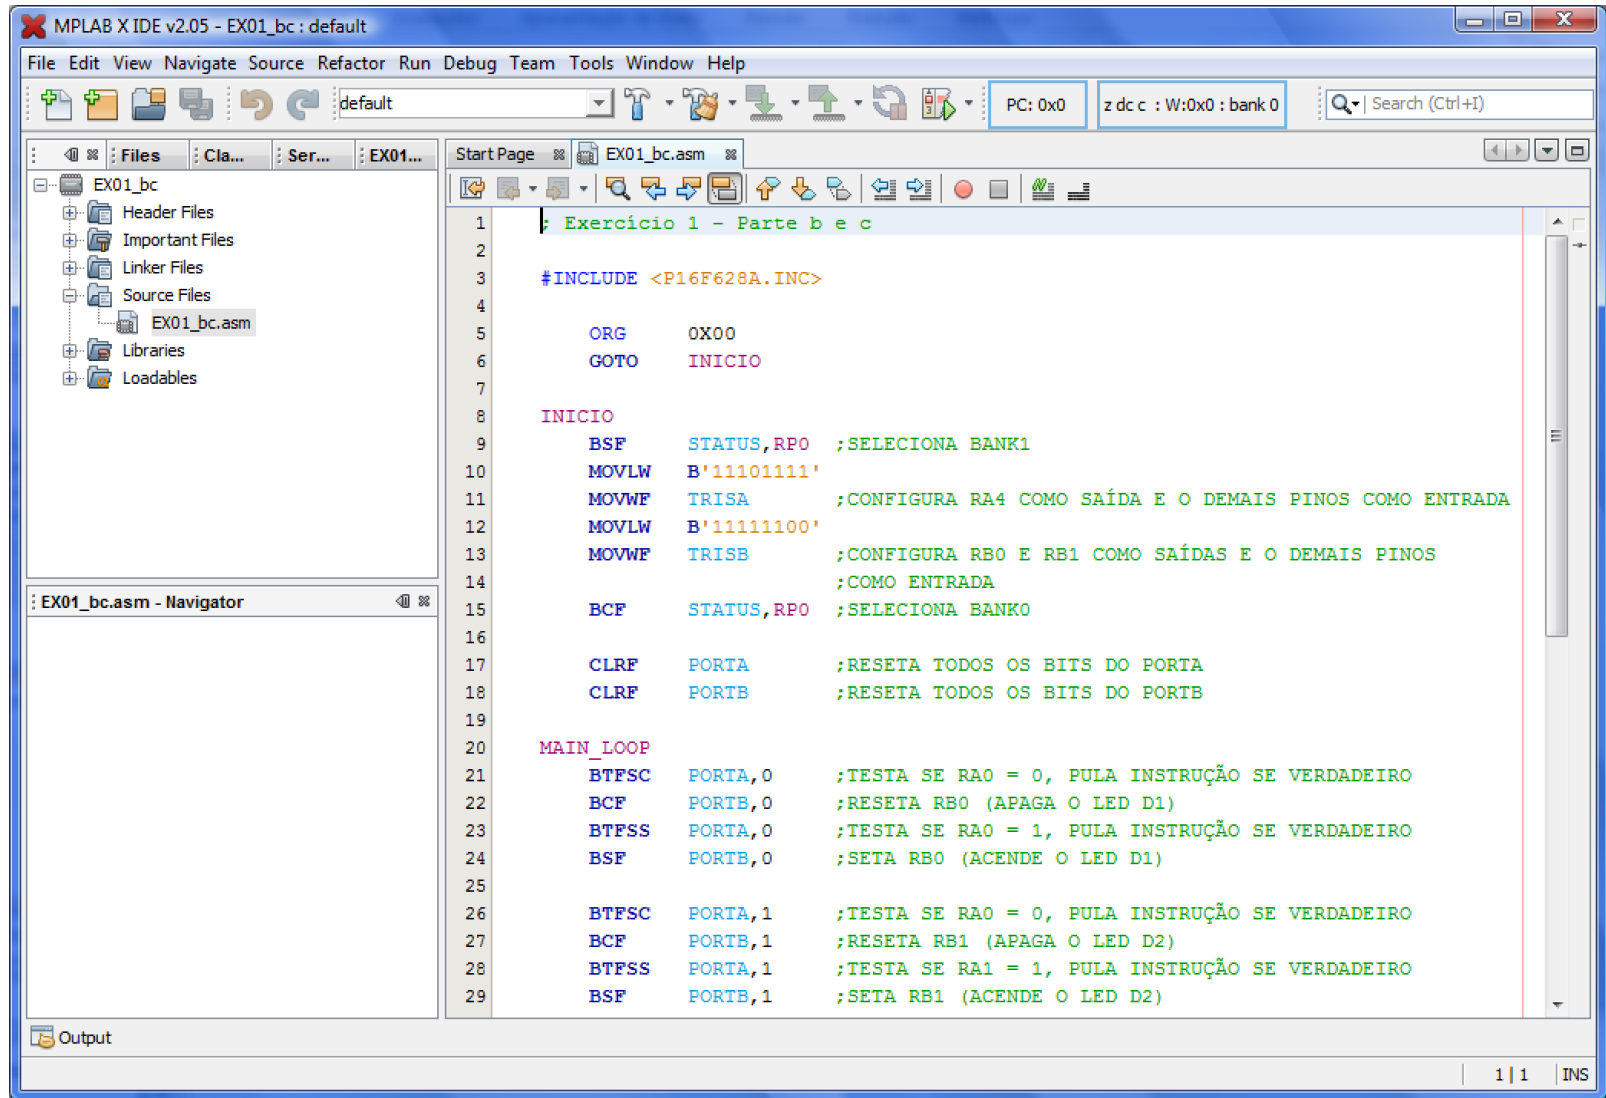 MPLAB X IDE v2.05 - EX01_bc : default
File Edit View Navigate Source Refactor Run Debug Team Tools Window Help
default PC: 0x0 z dc c : W:0x0 : bank 0 Search (Ctrl+I)
Files Cla... Ser... EX01...
EX01_bc
Header Files
Important Files
Linker Files
Source Files
EX01_bc.asm
Libraries
Loadables
EX01_bc.asm - Navigator
Start Page EX01_bc.asm
1 ; Exercício 1 - Parte b e c
2
3 #INCLUDE <P16F628A.INC>
4
5 ORG 0X00
6 GOTO INICIO
7
8 INICIO
9 BSF STATUS,RP0 ;SELECIONA BANK1
10 MOVLW B'11101111'
11 MOVWF TRISA ;CONFIGURA RA4 COMO SAÍDA E O DEMAIS PINOS COMO ENTRADA
12 MOVLW B'11111100'
13 MOVWF TRISB ;CONFIGURA RB0 E RB1 COMO SAÍDAS E O DEMAIS PINOS
14 ;COMO ENTRADA
15 BCF STATUS,RP0 ;SELECIONA BANK0
16
17 CLRF PORTA ;RESETA TODOS OS BITS DO PORTA
18 CLRF PORTB ;RESETA TODOS OS BITS DO PORTB
19
20 MAIN_LOOP
21 BTFSC PORTA,0 ;TESTA SE RA0 = 0, PULA INSTRUÇÃO SE VERDADEIRO
22 BCF PORTB,0 ;RESETA RB0 (APAGA O LED D1)
23 BTFSS PORTA,0 ;TESTA SE RA0 = 1, PULA INSTRUÇÃO SE VERDADEIRO
24 BSF PORTB,0 ;SETA RB0 (ACENDE O LED D1)
25
26 BTFSC PORTA,1 ;TESTA SE RA0 = 0, PULA INSTRUÇÃO SE VERDADEIRO
27 BCF PORTB,1 ;RESETA RB1 (APAGA O LED D2)
28 BTFSS PORTA,1 ;TESTA SE RA1 = 1, PULA INSTRUÇÃO SE VERDADEIRO
29 BSF PORTB,1 ;SETA RB1 (ACENDE O LED D2)
Output
1 | 1 INS